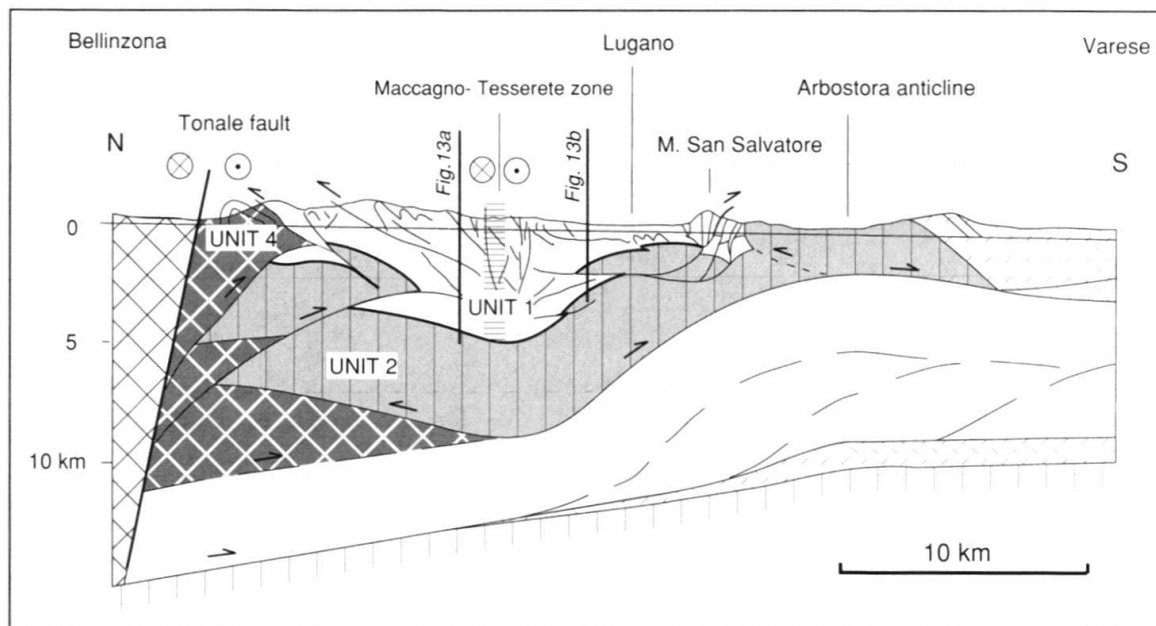 Bellinzona
Lugano
Varese
Maccagno- Tesserete zone
Arbostora anticline
Tonale fault
M. San Salvatore
N
S
Fig.13a
Fig. 13b
0
UNIT 4
UNIT 1
5
UNIT 2
10 km
10 km